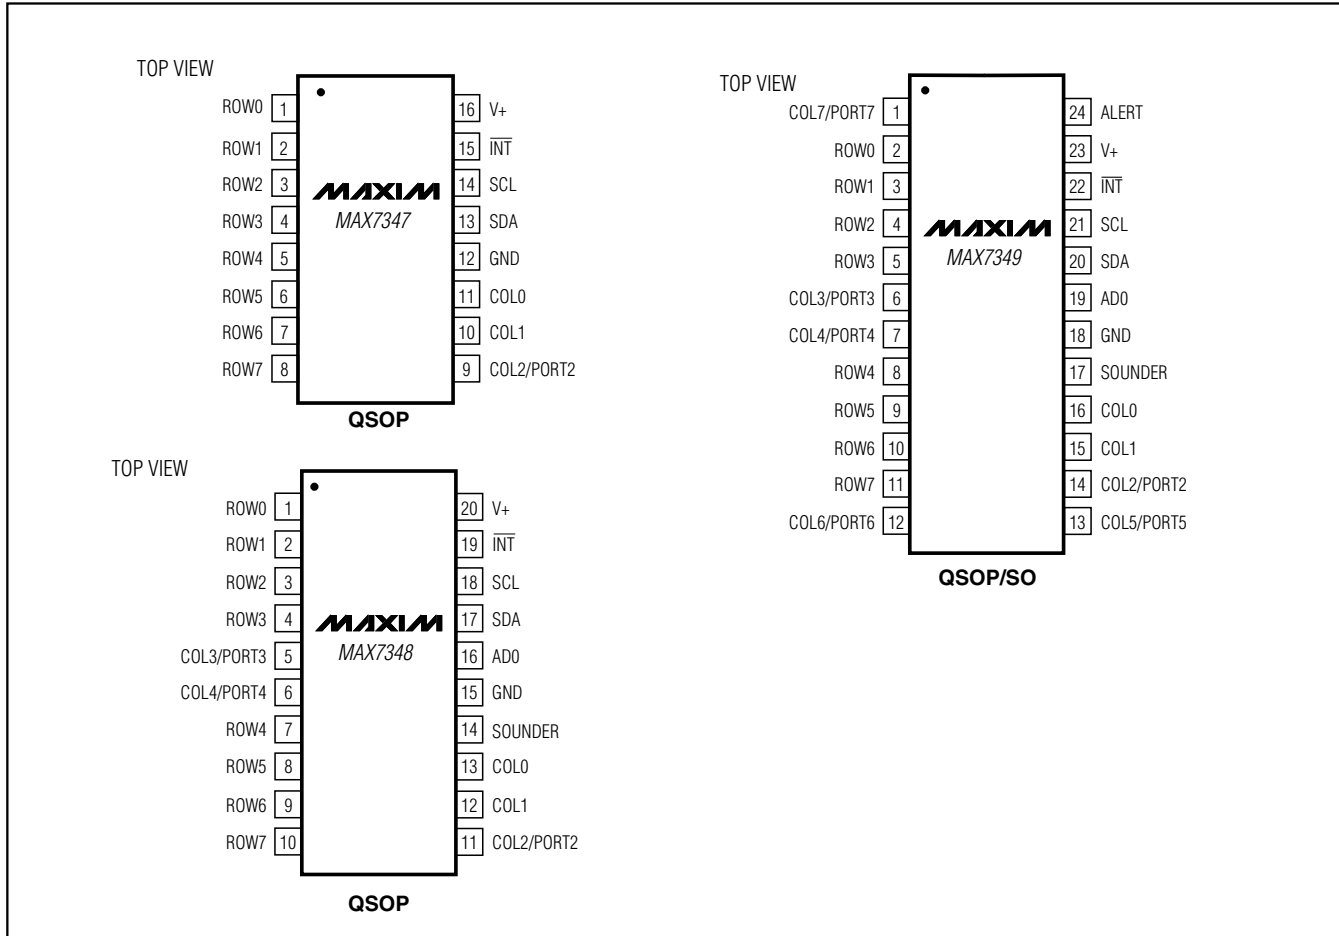 TOP VIEW
ROW0 1
ROW1 2
ROW2 3
ROW3 4
ROW4 5
ROW5 6
ROW6 7
ROW7 8
MAXIM
MAX7347
16 V+
15 INT
14 SCL
13 SDA
12 GND
11 COL0
10 COL1
9 COL2/PORT2
QSOP
TOP VIEW
ROW0 1
ROW1 2
ROW2 3
ROW3 4
COL3/PORT3 5
COL4/PORT4 6
ROW4 7
ROW5 8
ROW6 9
ROW7 10
MAXIM
MAX7348
20 V+
19 INT
18 SCL
17 SDA
16 AD0
15 GND
14 SOUNDER
13 COL0
12 COL1
11 COL2/PORT2
QSOP
TOP VIEW
COL7/PORT7 1
ROW0 2
ROW1 3
ROW2 4
ROW3 5
COL3/PORT3 6
COL4/PORT4 7
ROW4 8
ROW5 9
ROW6 10
ROW7 11
COL6/PORT6 12
MAXIM
MAX7349
24 ALERT
23 V+
22 INT
21 SCL
20 SDA
19 AD0
18 GND
17 SOUNDER
16 COL0
15 COL1
14 COL2/PORT2
13 COL5/PORT5
QSOP/SO